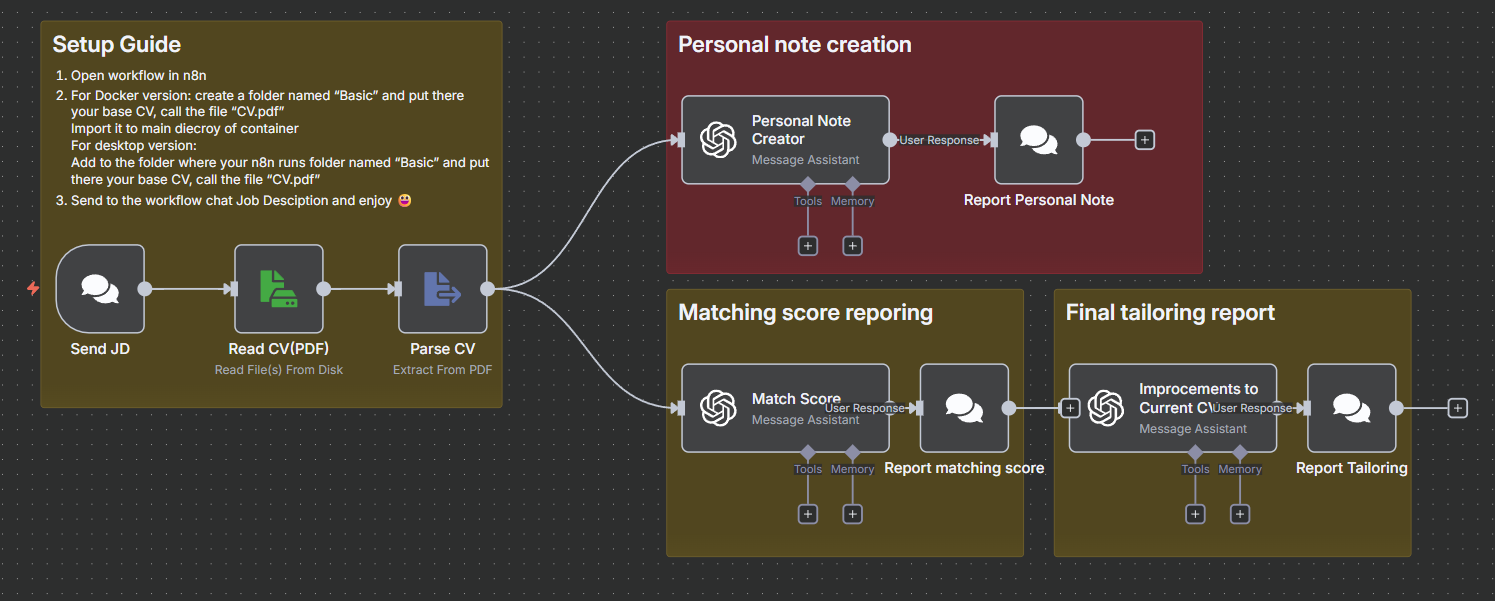 Setup Guide
1. Open workflow in n8n
2. For Docker version: create a folder named “Basic” and put there
your base CV, call the file “CV.pdf”
Import it to main diecroy of container
For desktop version:
Add to the folder where your n8n runs folder named “Basic” and put
there your base CV, call the file “CV.pdf”
3. Send to the workflow chat Job Desciption and enjoy 😀
Send JD
Read CV(PDF)
Read File(s) From Disk
Parse CV
Extract From PDF
Personal note creation
Personal Note
Creator
Message Assistant
User Response
Tools
Memory
Report Personal Note
Matching score reporing
Match Score
Message Assistant
User Response
Tools
Memory
Report matching score
Final tailoring report
Improcements to
Current
Message Assistant
User Response
Tools
Memory
Report Tailoring